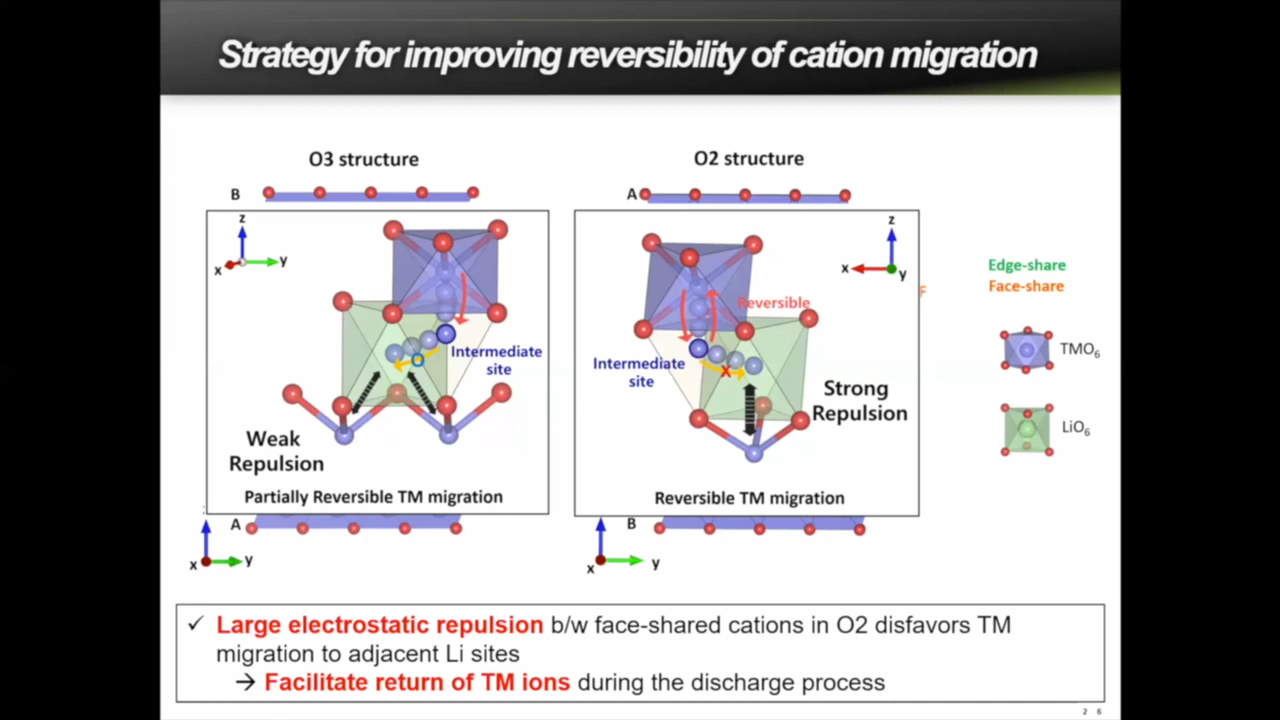 Strategy for improving reversibility of cation migration
O3 structure
B
z
y
x
Intermediate
site
Weak
Repulsion
Partially Reversible TM migration
A
x
y
O2 structure
A
z
x
y
Reversible
Intermediate
site
x
Strong
Repulsion
Reversible TM migration
B
x
y
F
Edge-share
Face-share
TMO6
LiO6
✓ Large electrostatic repulsion b/w face-shared cations in O2 disfavors TM
migration to adjacent Li sites
→ Facilitate return of TM ions during the discharge process
2 6